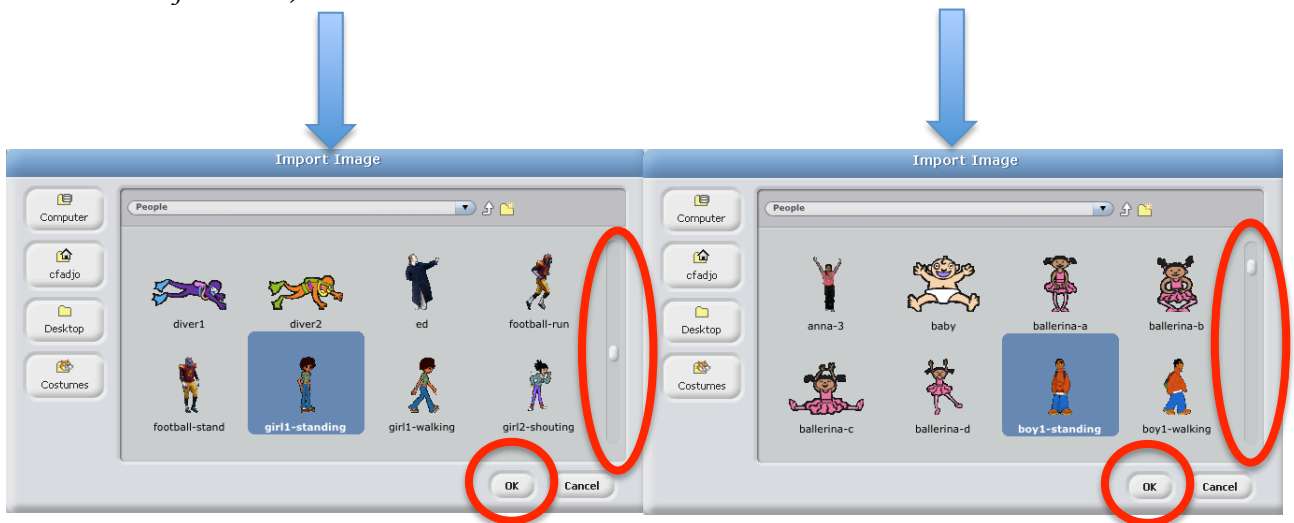 Import Image
Computer
People
cfadjo
Desktop
Costumes
diver1 diver2 ed football-run
football-stand girl1-standing girl1-walking girl2-shouting
OK Cancel
Import Image
Computer
People
cfadjo
Desktop
Costumes
anna-3 baby ballerina-a ballerina-b
ballerina-c ballerina-d boy1-standing boy1-walking
OK Cancel